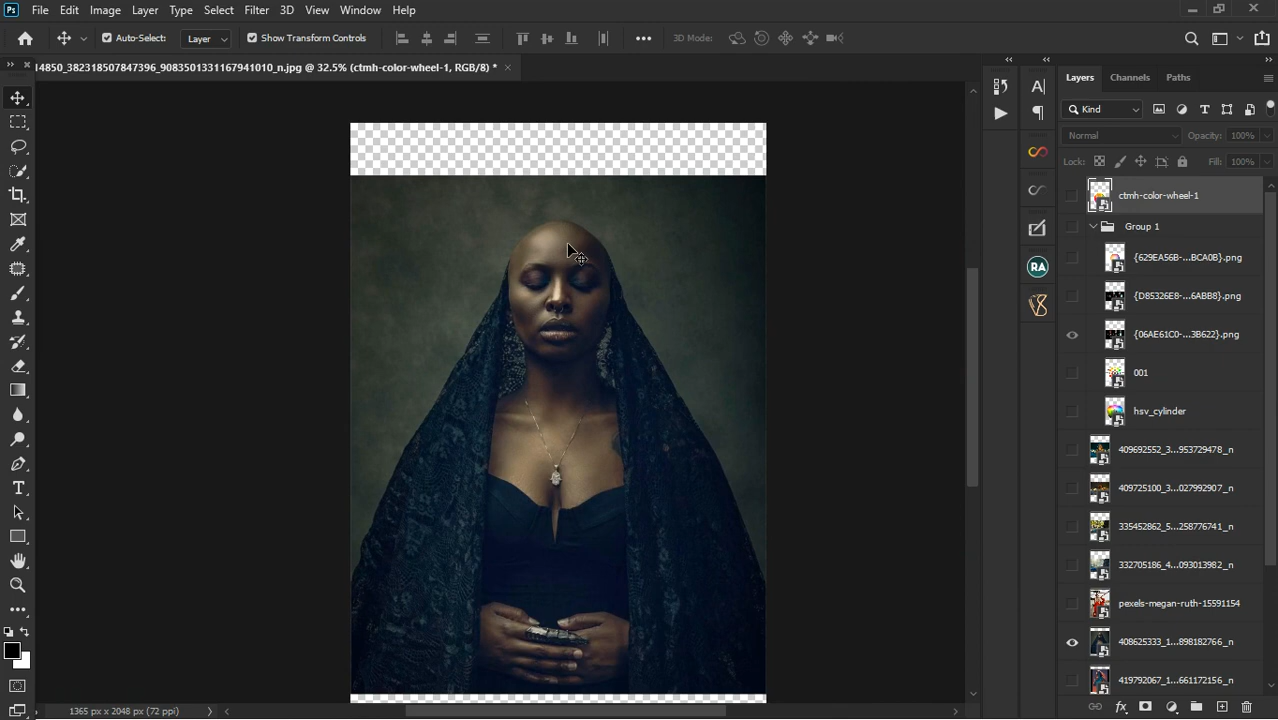 Ps File Edit Image Layer Type Select Filter 3D View Window Help
Auto-Select: Layer Show Transform Controls 3D Mode:
14850_382318507847396_9083501331167941010_n.jpg @ 32.5% (ctmh-color-wheel-1, RGB/8) *
Layers Channels Paths
Kind
Normal Opacity: 100%
Lock: Fill: 100%
ctmh-color-wheel-1
Group 1
{629EA56B-...BCA0B}.png
{D85326E8-...6ABB8}.png
{06AE61C0-...3B622}.png
001
hsv_cylinder
409692552_3...953729478_n
409725100_3...027992907_n
335452862_5...258776741_n
332705186_4...093013982_n
pexels-megan-ruth-15591154
408625333_1...898182766_n
419792067_1...661172156_n
RA
1365 px x 2048 px (72 ppi)